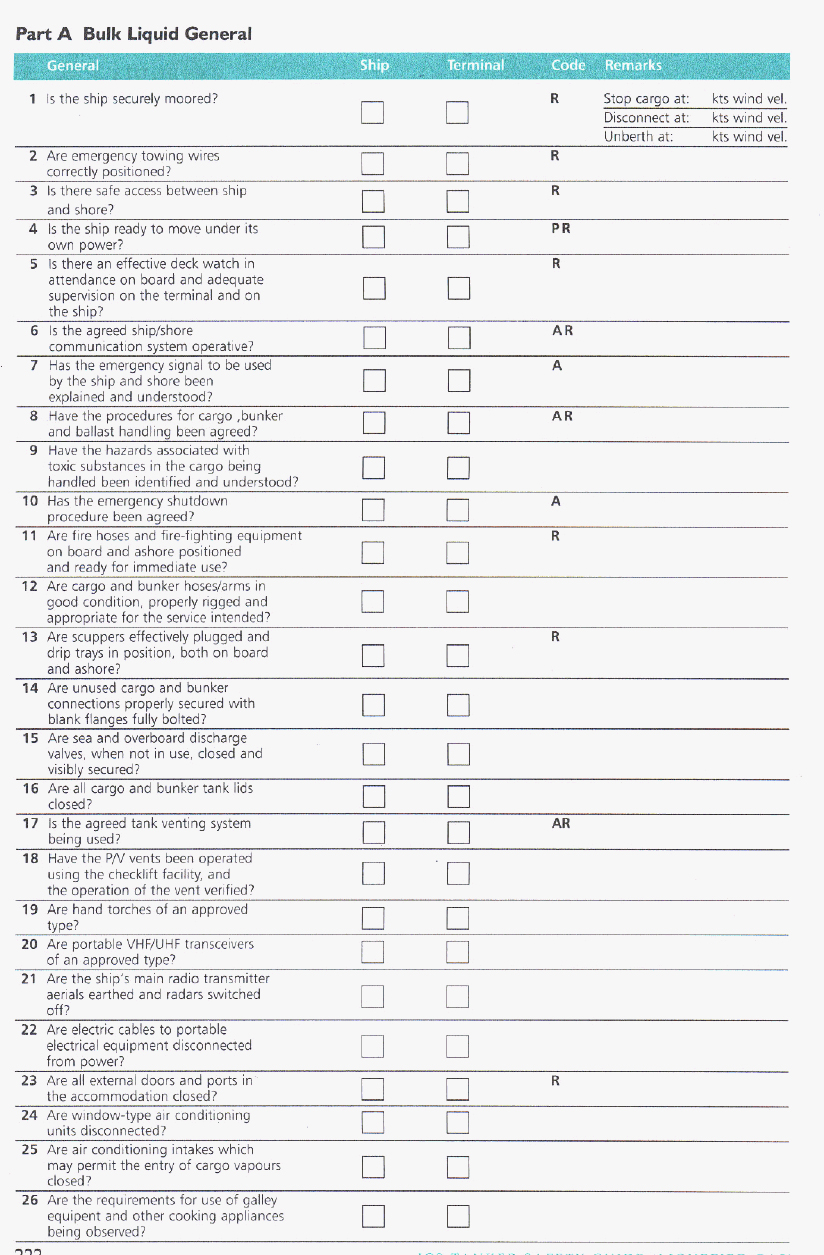 Part A Bulk Liquid General
General Ship Terminal Code Remarks
1 Is the ship securely moored? R Stop cargo at: kts wind vel.
Disconnect at: kts wind vel.
Unberth at: kts wind vel.
2 Are emergency towing wires R
correctly positioned?
3 Is there safe access between ship R
and shore?
4 Is the ship ready to move under its PR
own power?
5 Is there an effective deck watch in R
attendance on board and adequate
supervision on the terminal and on
the ship?
6 Is the agreed ship/shore AR
communication system operative?
7 Has the emergency signal to be used A
by the ship and shore been
explained and understood?
8 Have the procedures for cargo ,bunker AR
and ballast handling been agreed?
9 Have the hazards associated with
toxic substances in the cargo being
handled been identified and understood?
10 Has the emergency shutdown A
procedure been agreed?
11 Are fire hoses and fire-fighting equipment R
on board and ashore positioned
and ready for immediate use?
12 Are cargo and bunker hoses/arms in
good condition, properly rigged and
appropriate for the service intended?
13 Are scuppers effectively plugged and R
drip trays in position, both on board
and ashore?
14 Are unused cargo and bunker
connections properly secured with
blank flanges fully bolted?
15 Are sea and overboard discharge
valves, when not in use, closed and
visibly secured?
16 Are all cargo and bunker tank lids
closed?
17 Is the agreed tank venting system AR
being used?
18 Have the P/V vents been operated
using the checklift facility, and
the operation of the vent verified?
19 Are hand torches of an approved
type?
20 Are portable VHF/UHF transceivers
of an approved type?
21 Are the ship's main radio transmitter
aerials earthed and radars switched
off?
22 Are electric cables to portable
electrical equipment disconnected
from power?
23 Are all external doors and ports in R
the accommodation closed?
24 Are window-type air conditioning
units disconnected?
25 Are air conditioning intakes which
may permit the entry of cargo vapours
closed?
26 Are the requirements for use of galley
equipent and other cooking appliances
being observed?